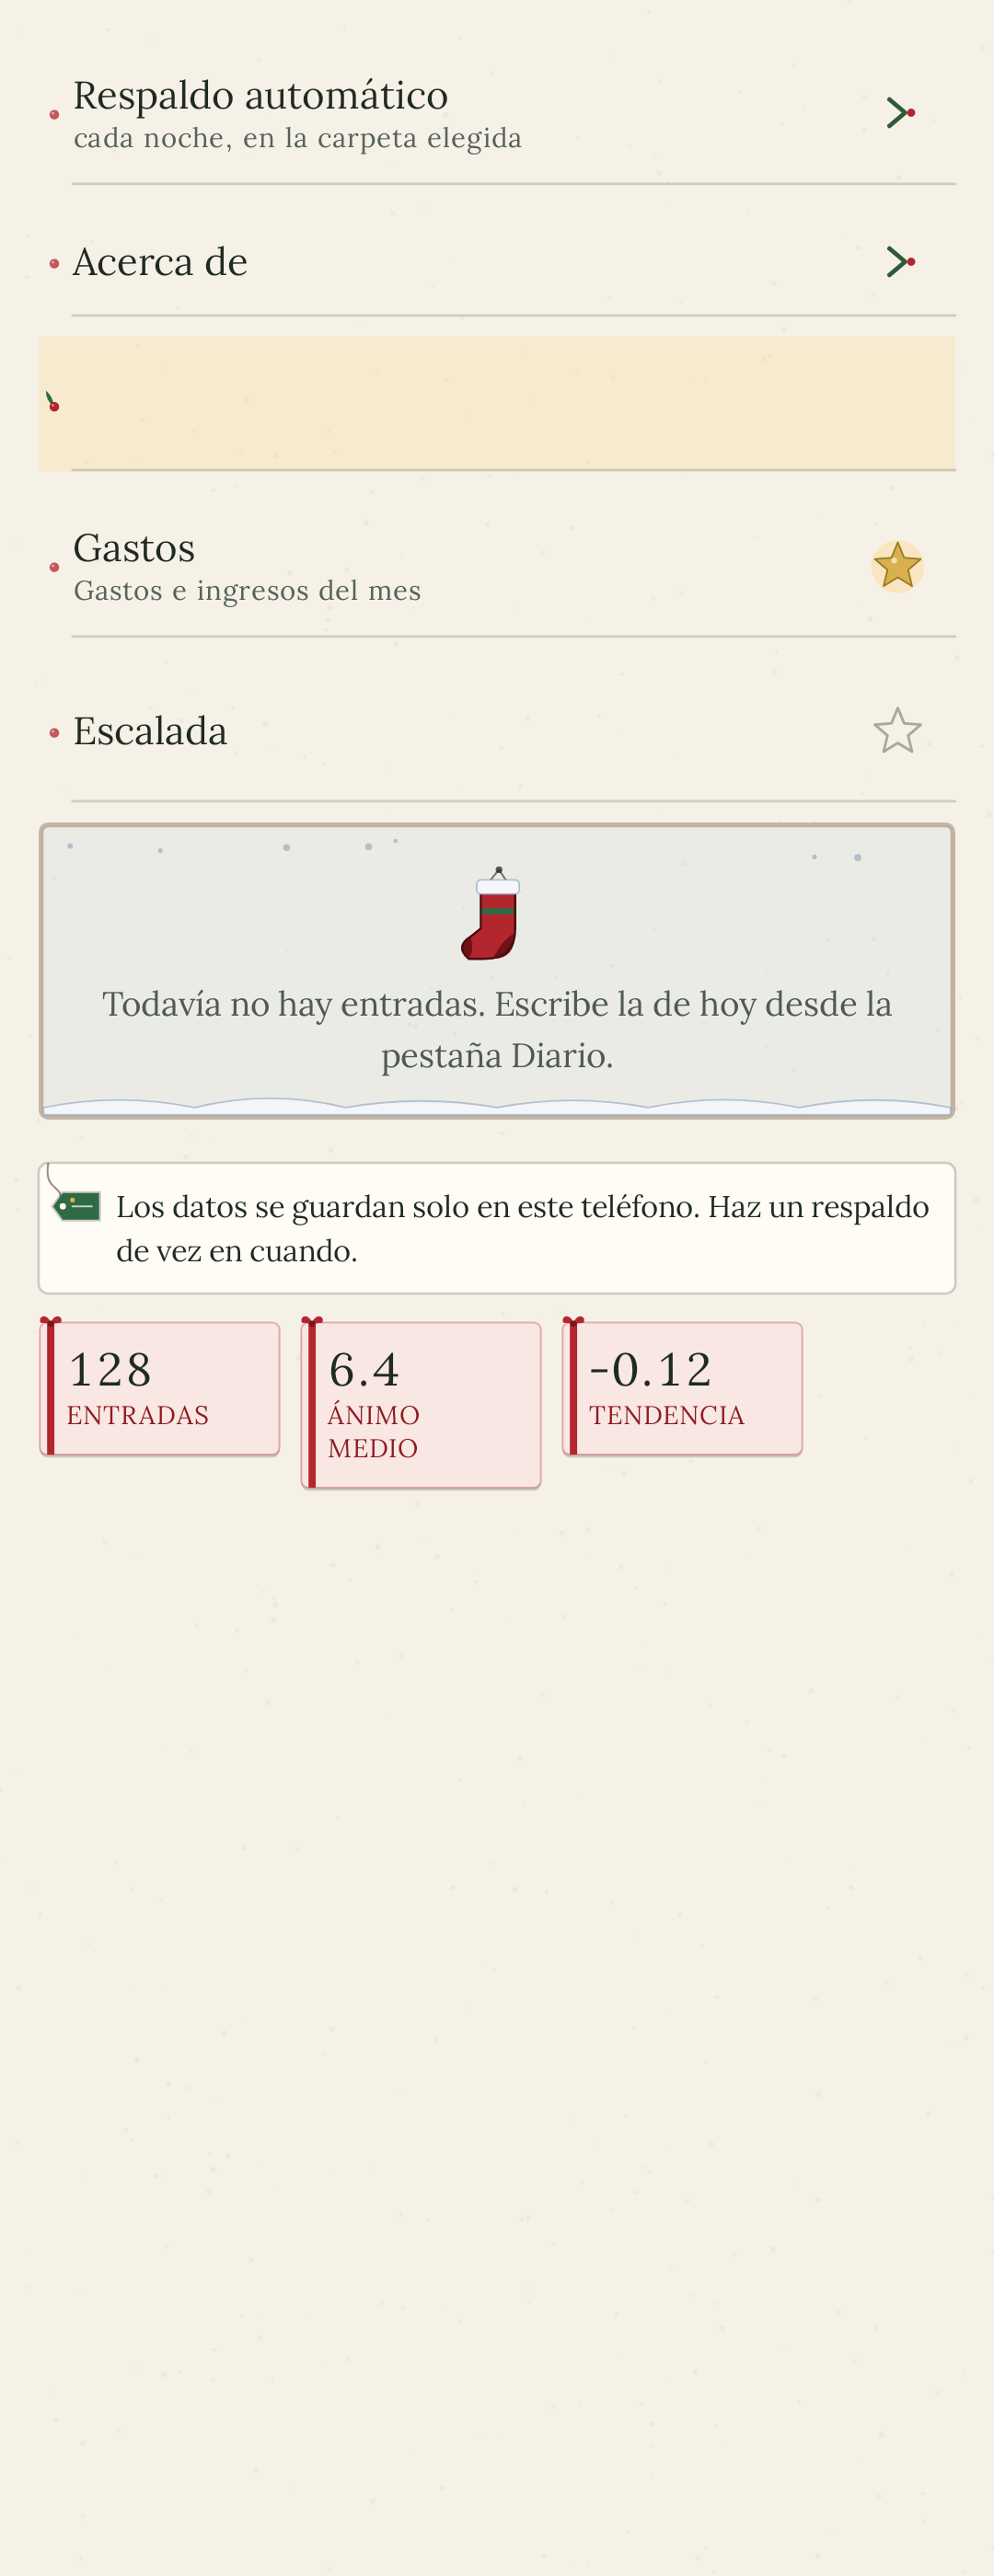 Respaldo automático
cada noche, en la carpeta elegida
Acerca de
Gastos
Gastos e ingresos del mes
Escalada
Todavía no hay entradas. Escribe la de hoy desde la
pestaña Diario.
Los datos se guardan solo en este teléfono. Haz un respaldo
de vez en cuando.
128
ENTRADAS
6.4
ÁNIMO
MEDIO
-0.12
TENDENCIA